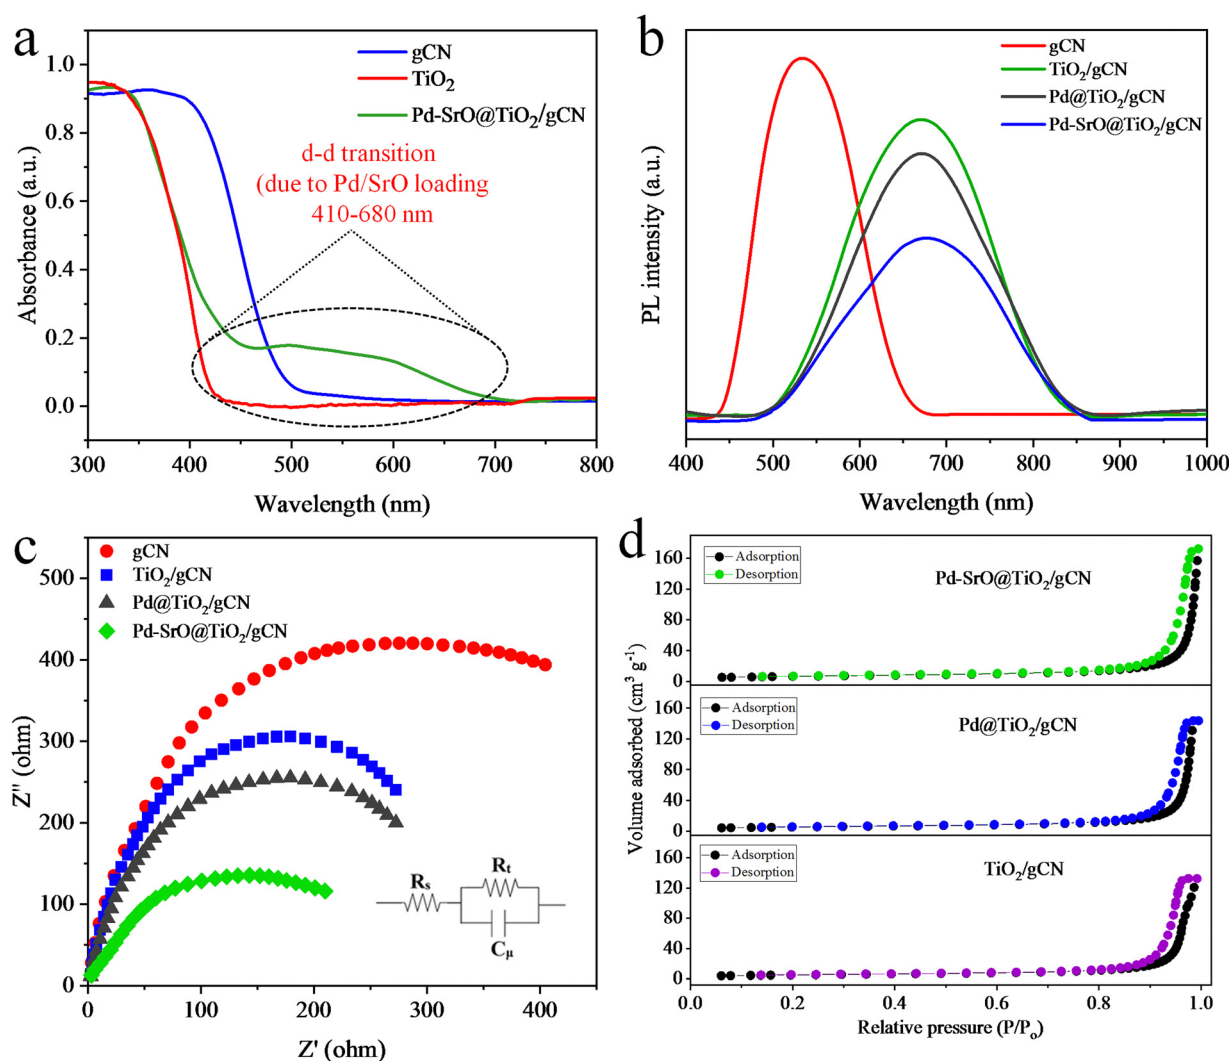 a
gCN
TiO2
Pd-SrO@TiO2/gCN
d-d transition
(due to Pd/SrO loading
410-680 nm
1.0
0.8
0.6
0.4
0.2
0.0
Absorbance (a.u.)
300 400 500 600 700 800
Wavelength (nm)
b
gCN
TiO2/gCN
Pd@TiO2/gCN
Pd-SrO@TiO2/gCN
PL intensity (a.u.)
400 500 600 700 800 900 1000
Wavelength (nm)
c
gCN
TiO2/gCN
Pd@TiO2/gCN
Pd-SrO@TiO2/gCN
500
400
300
200
100
0
Z'' (ohm)
Rs
Rt
Cμ
0 100 200 300 400
Z' (ohm)
d
Adsorption
Desorption
Pd-SrO@TiO2/gCN
160
120
80
40
0
Adsorption
Desorption
Pd@TiO2/gCN
160
120
80
40
0
Adsorption
Desorption
TiO2/gCN
160
120
80
40
0
Volume adsorbed (cm3 g-1)
0.0 0.2 0.4 0.6 0.8 1.0
Relative pressure (P/Po)